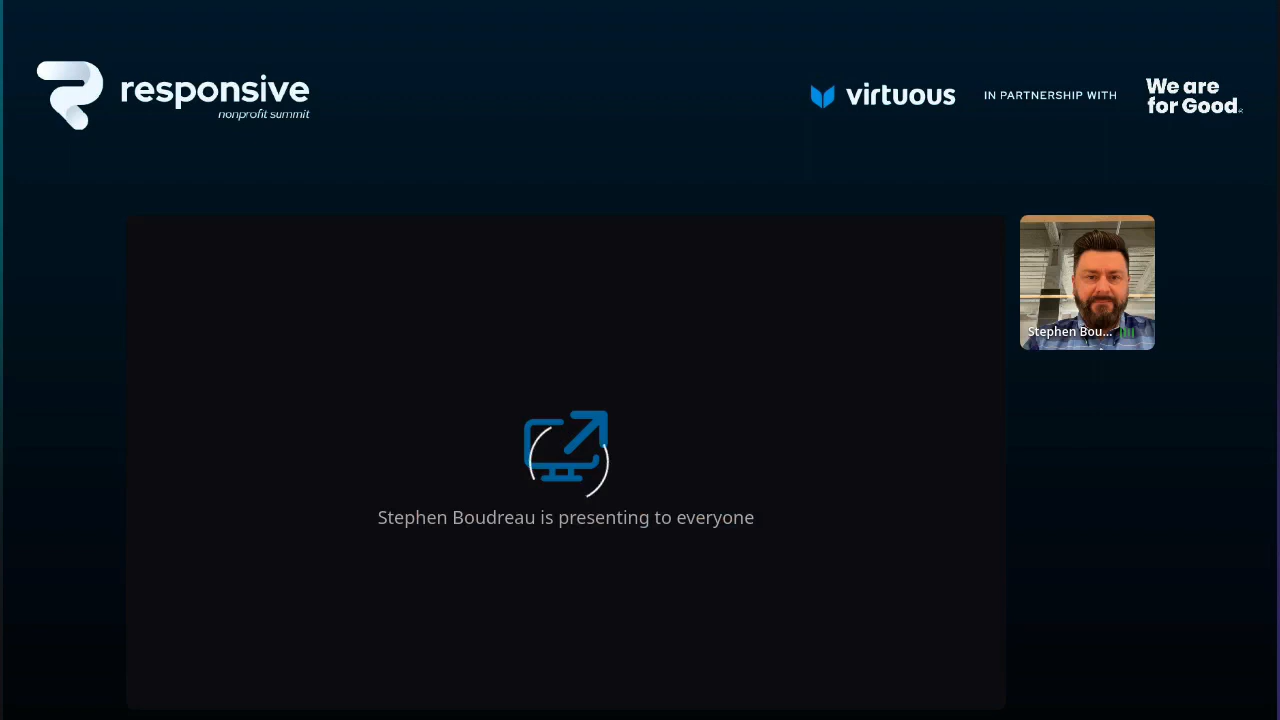 responsive
nonprofit summit
virtuous
IN PARTNERSHIP WITH
We are
for Good
Stephen Bou...
Stephen Boudreau is presenting to everyone